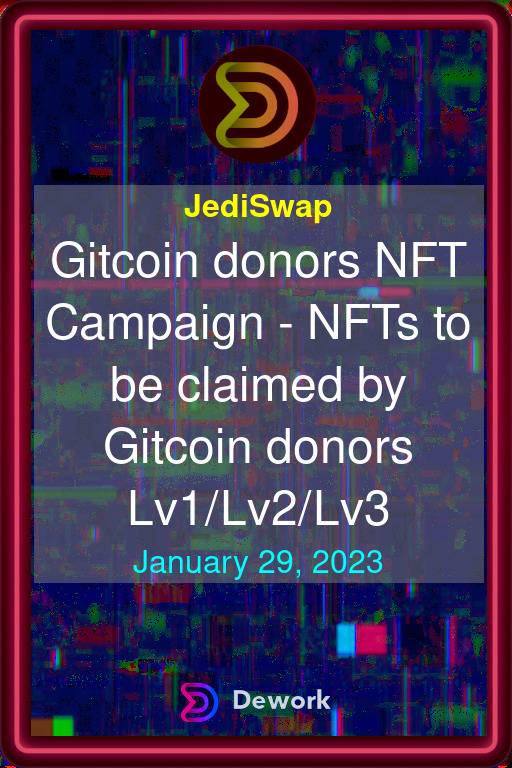 JediSwap
Gitcoin donors NFT
Campaign - NFTs to
be claimed by
Gitcoin donors
Lv1/Lv2/Lv3
January 29, 2023
Dework